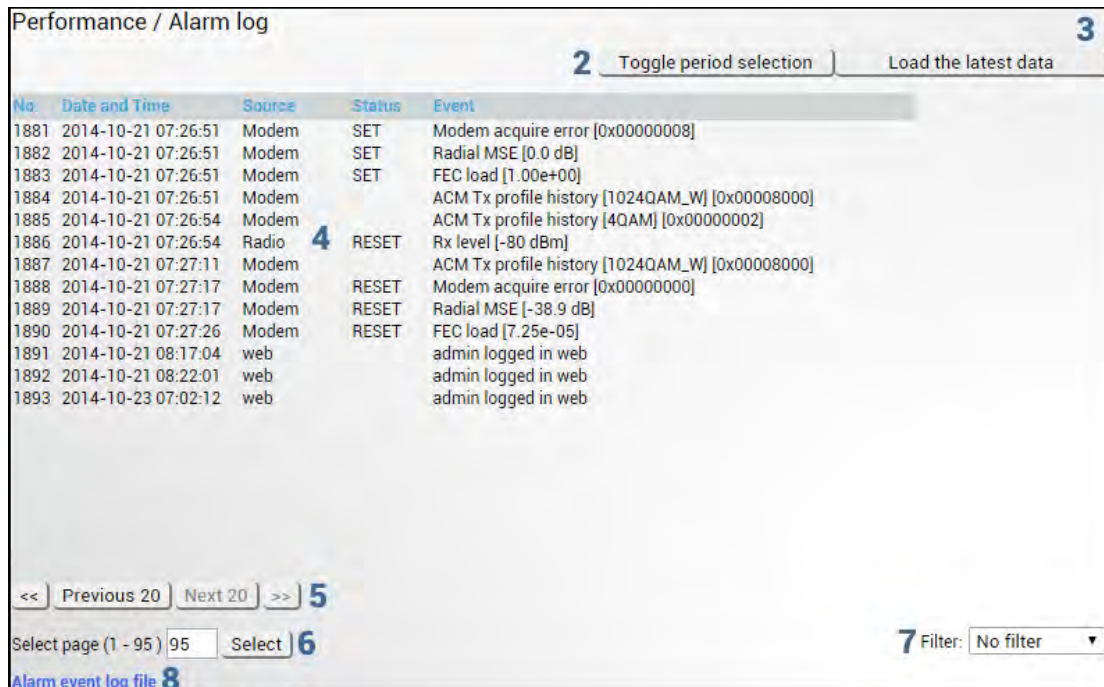 Performance / Alarm log
3
2 Toggle period selection Load the latest data
No. Date and Time Source Status Event
1881 2014-10-21 07:26:51 Modem SET Modem acquire error [0x00000008]
1882 2014-10-21 07:26:51 Modem SET Radial MSE [0.0 dB]
1883 2014-10-21 07:26:51 Modem SET FEC load [1.00e+00]
1884 2014-10-21 07:26:51 Modem ACM Tx profile history [1024QAM_W] [0x00008000]
1885 2014-10-21 07:26:54 Modem ACM Tx profile history [4QAM] [0x00000002]
1886 2014-10-21 07:26:54 Radio 4 RESET Rx level [-80 dBm]
1887 2014-10-21 07:27:11 Modem ACM Tx profile history [1024QAM_W] [0x00008000]
1888 2014-10-21 07:27:17 Modem RESET Modem acquire error [0x00000000]
1889 2014-10-21 07:27:17 Modem RESET Radial MSE [-38.9 dB]
1890 2014-10-21 07:27:26 Modem RESET FEC load [7.25e-05]
1891 2014-10-21 08:17:04 web admin logged in web
1892 2014-10-21 08:22:01 web admin logged in web
1893 2014-10-23 07:02:12 web admin logged in web
<< Previous 20 Next 20 >> 5
Select page (1 - 95 ) 95 Select 6 7 Filter: No filter
Alarm event log file 8